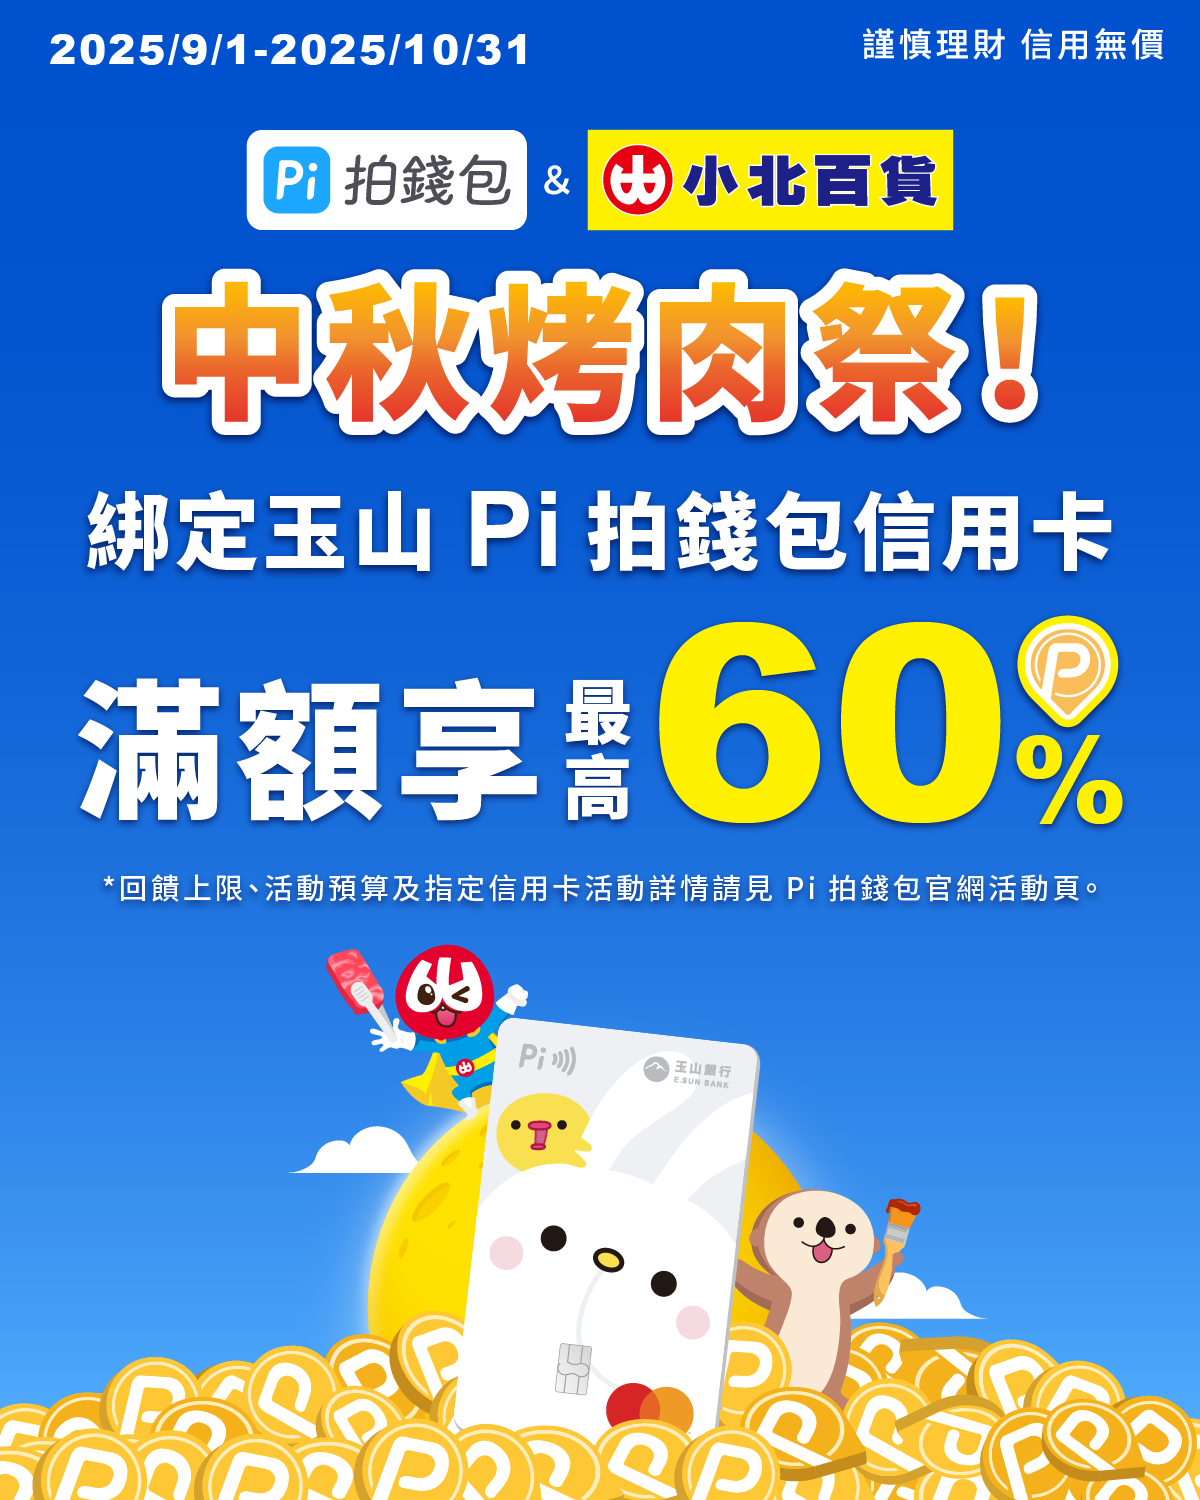 2025/9/1-2025/10/31
謹慎理財 信用無價
Pi 拍錢包 & 小北百貨
中秋烤肉祭!
綁定玉山 Pi 拍錢包信用卡
滿額享最高60%
*回饋上限、活動預算及指定信用卡活動詳情請見 Pi 拍錢包官網活動頁。
Pi
玉山銀行
E.SUN BANK